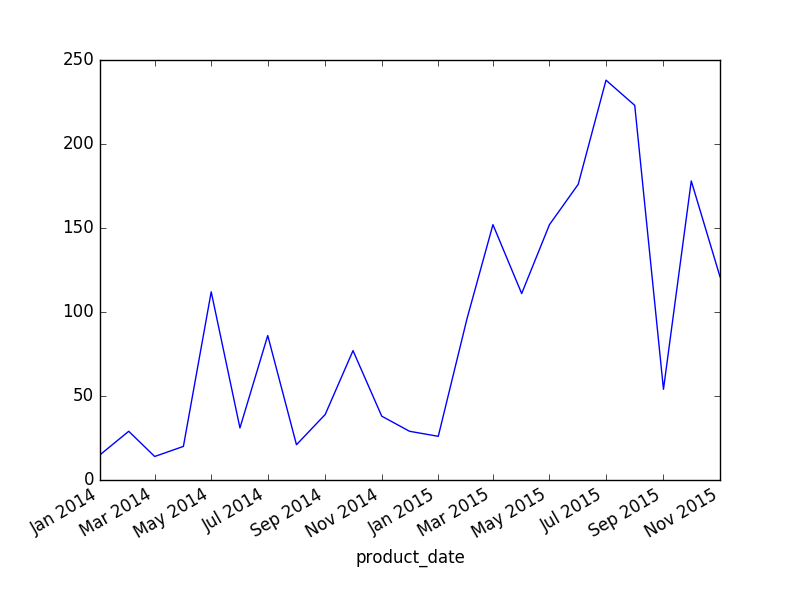 250
200
150
100
50
0
Jan 2014
Mar 2014
May 2014
Jul 2014
Sep 2014
Nov 2014
Jan 2015
Mar 2015
May 2015
Jul 2015
Sep 2015
Nov 2015
product_date